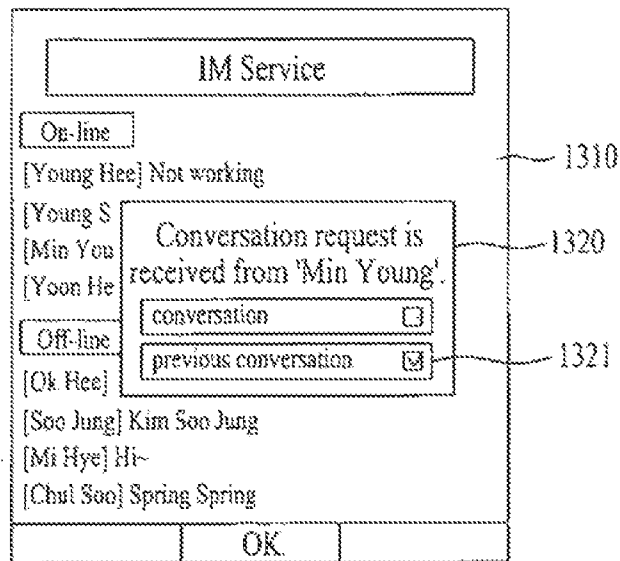 IM Service
On-line
[Young Hee] Not working
[Young S
[Min You
[Yoon He
Conversation request is
received from 'Min Young'.
conversation
previous conversation
Off-line
[Ok Hee]
[Soo Jung] Kim Soo Jung
[Mi Hye] Hi~
[Chul Soo] Spring Spring
OK
1310
1320
1321